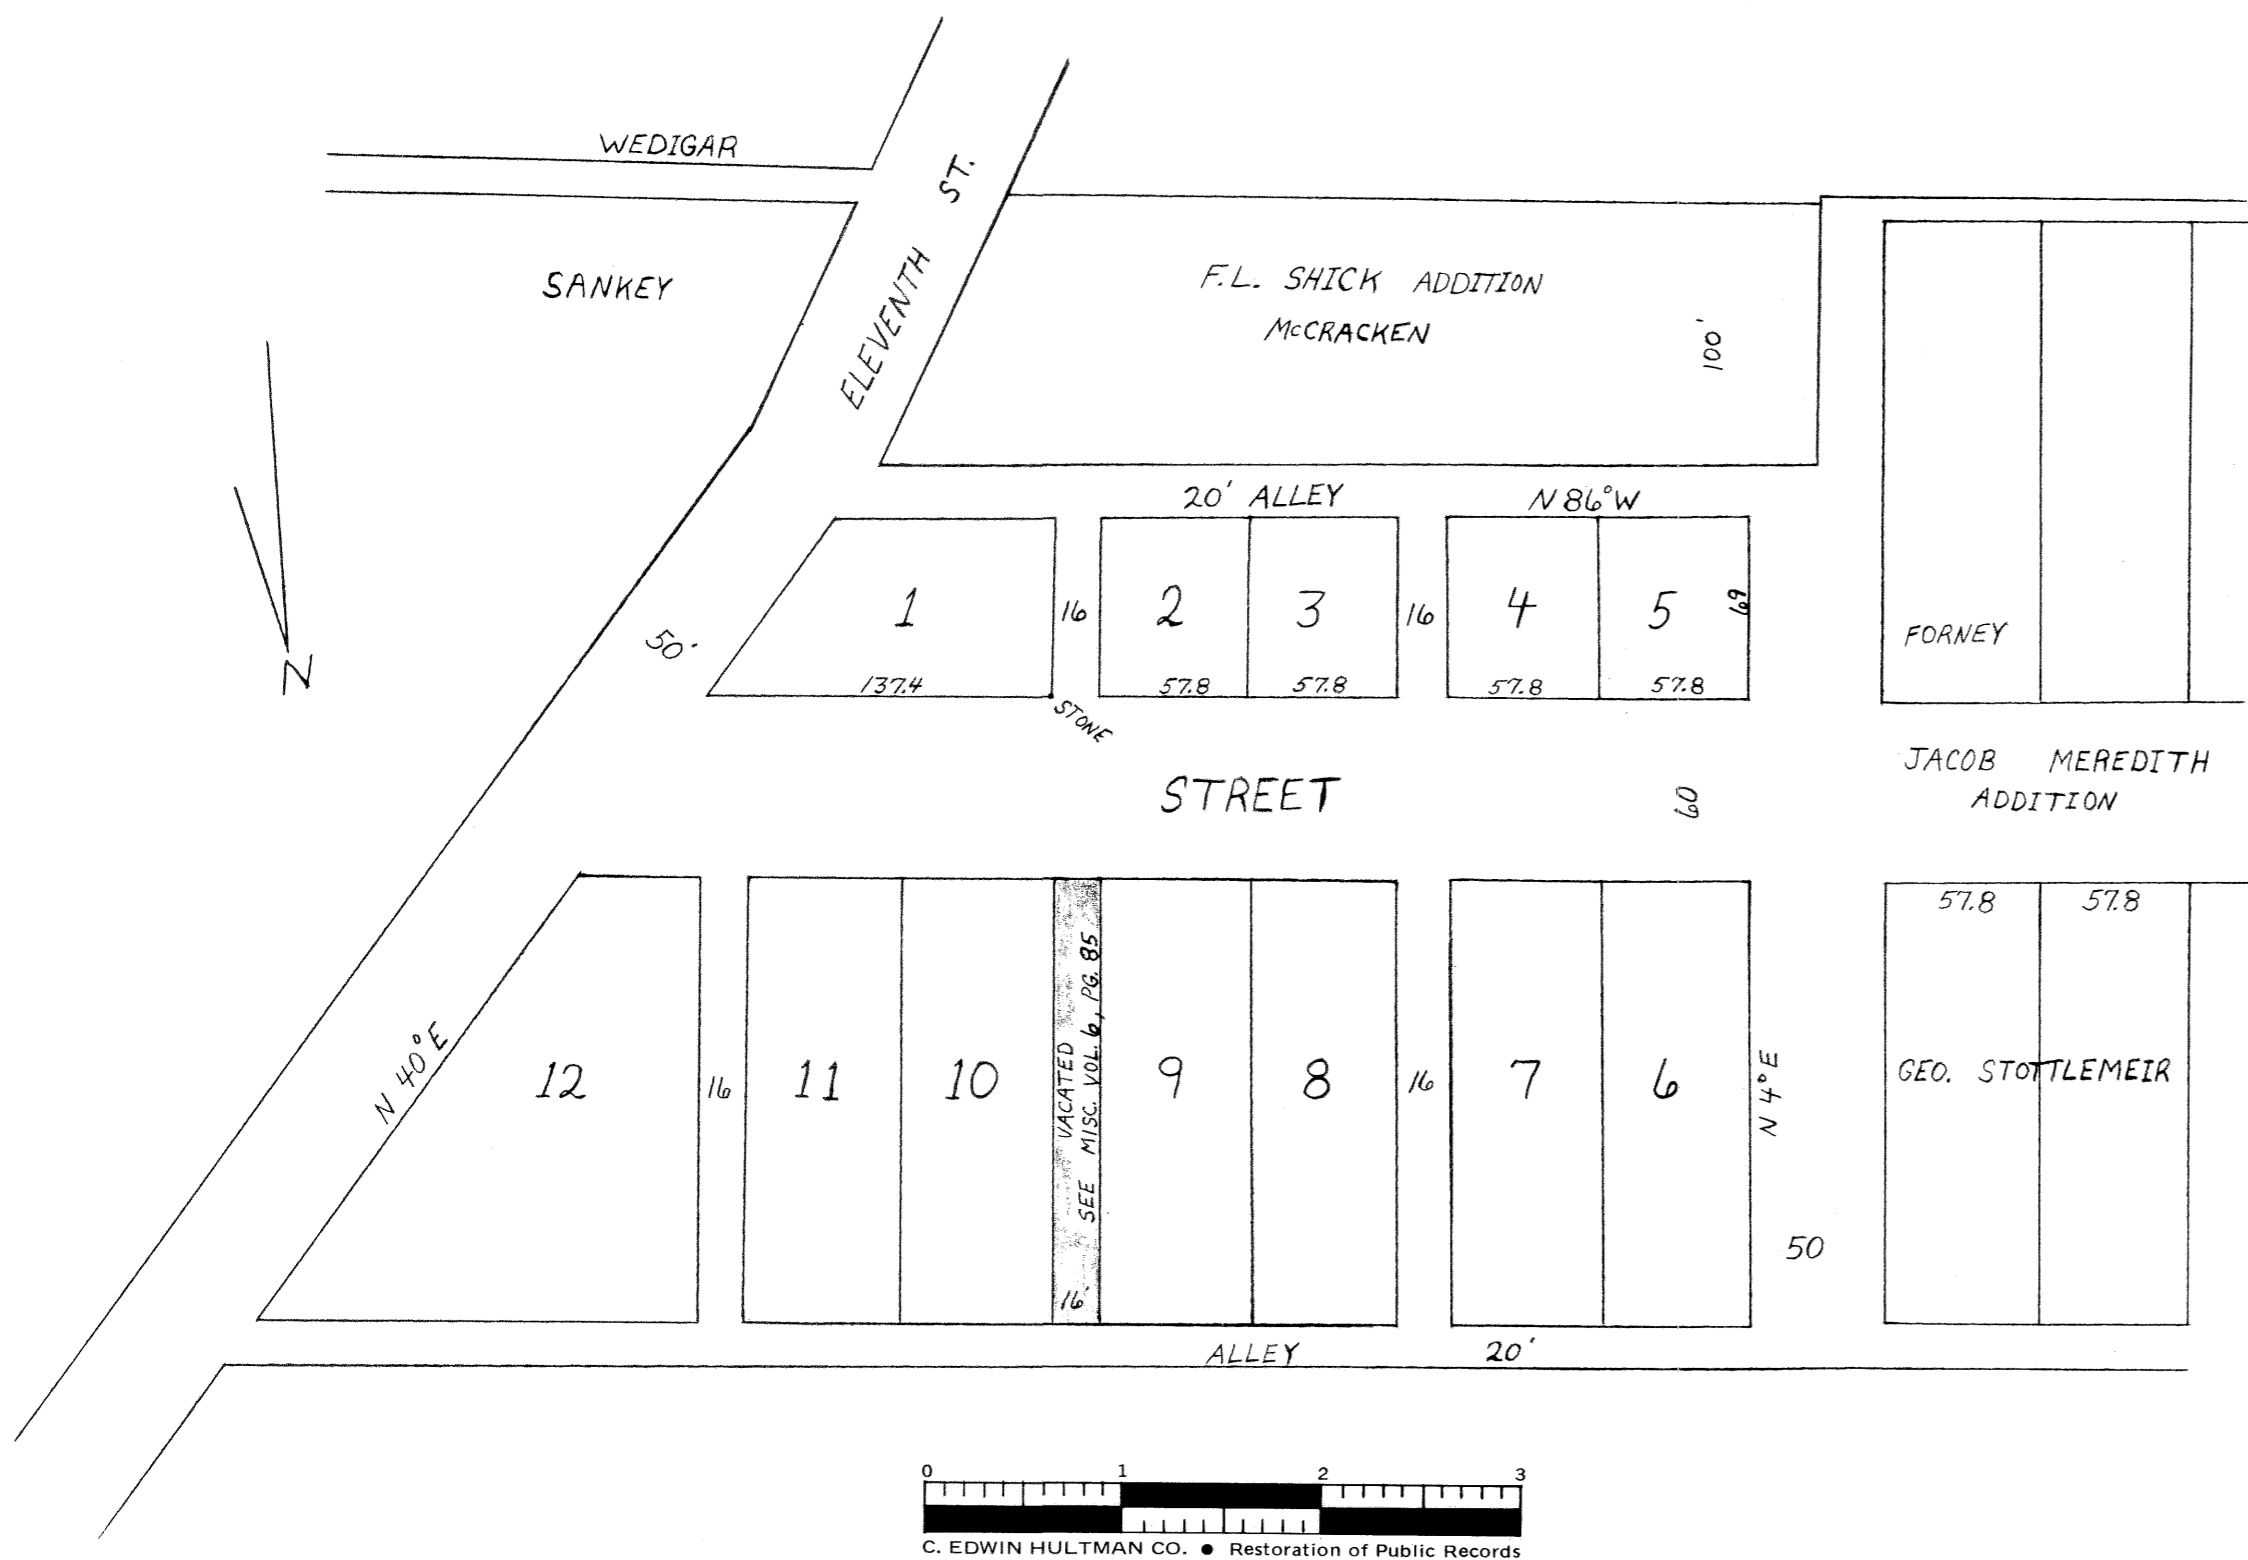 WEDIGAR
ELEVENTH ST.
SANKEY
F.L. SHICK ADDITION
McCRACKEN
100'
20' ALLEY N 86° W
1
16
2
3
16
4
5
69
50'
137.4
57.8
57.8
57.8
57.8
FORNEY
N
STONE
STREET
60
JACOB MEREDITH
ADDITION
57.8
57.8
N 40° E
12
16
11
10
VACATED
SEE MISC. VOL. 6, PG. 85
16'
9
8
16
7
6
N 4° E
GEO. STOTTLEMEIR
50
ALLEY 20'
0 1 2 3
C. EDWIN HULTMAN CO. ● Restoration of Public Records